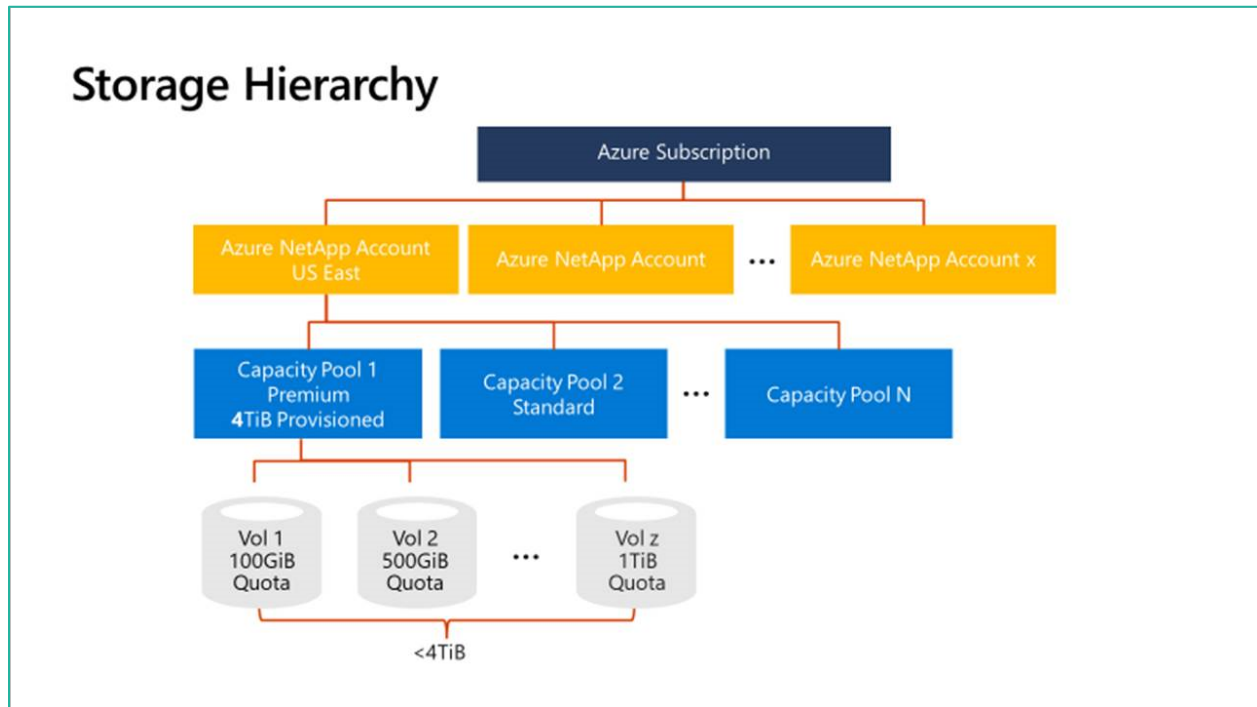 Storage Hierarchy
Azure Subscription
Azure NetApp Account
US East
Azure NetApp Account
...
Azure NetApp Account x
Capacity Pool 1
Premium
4TiB Provisioned
Capacity Pool 2
Standard
...
Capacity Pool N
Vol 1
100GiB
Quota
Vol 2
500GiB
Quota
...
Vol z
1TiB
Quota
<4TiB